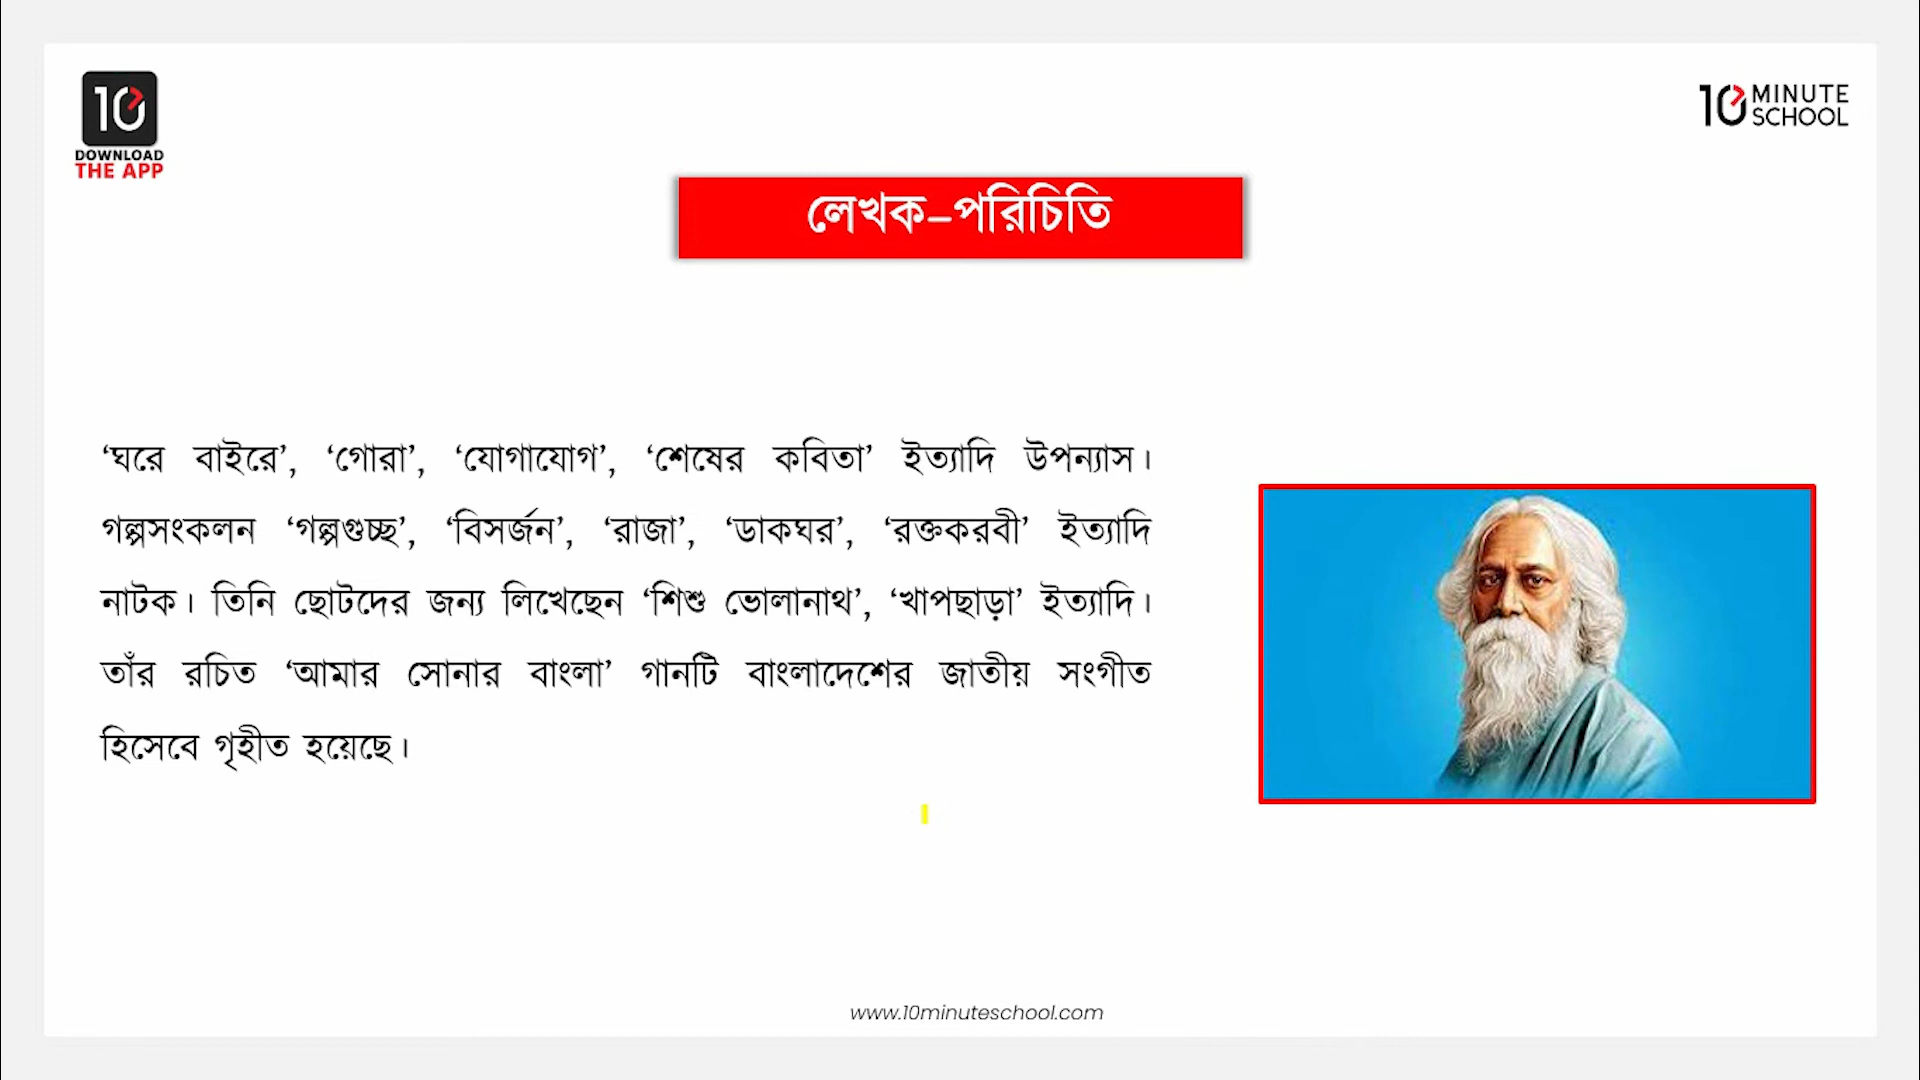 10
DOWNLOAD
THE APP
10 MINUTE
SCHOOL
লেখক-পরিচিতি
‘ঘরে বাইরে’, ‘গোরা’, ‘যোগাযোগ’, ‘শেষের কবিতা’ ইত্যাদি উপন্যাস।
গল্পসংকলন ‘গল্পগুচ্ছ’, ‘বিসর্জন’, ‘রাজা’, ‘ডাকঘর’, ‘রক্তকরবী’ ইত্যাদি
নাটক। তিনি ছোটদের জন্য লিখেছেন ‘শিশু ভোলানাথ’, ‘খাপছাড়া’ ইত্যাদি।
তাঁর রচিত ‘আমার সোনার বাংলা’ গানটি বাংলাদেশের জাতীয় সংগীত
হিসেবে গৃহীত হয়েছে।
www.10minuteschool.com